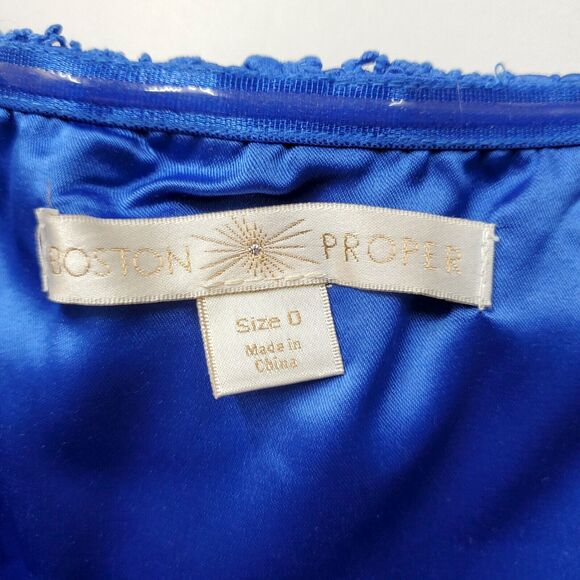 BOSTON PROPER
Size 0
Made in
China